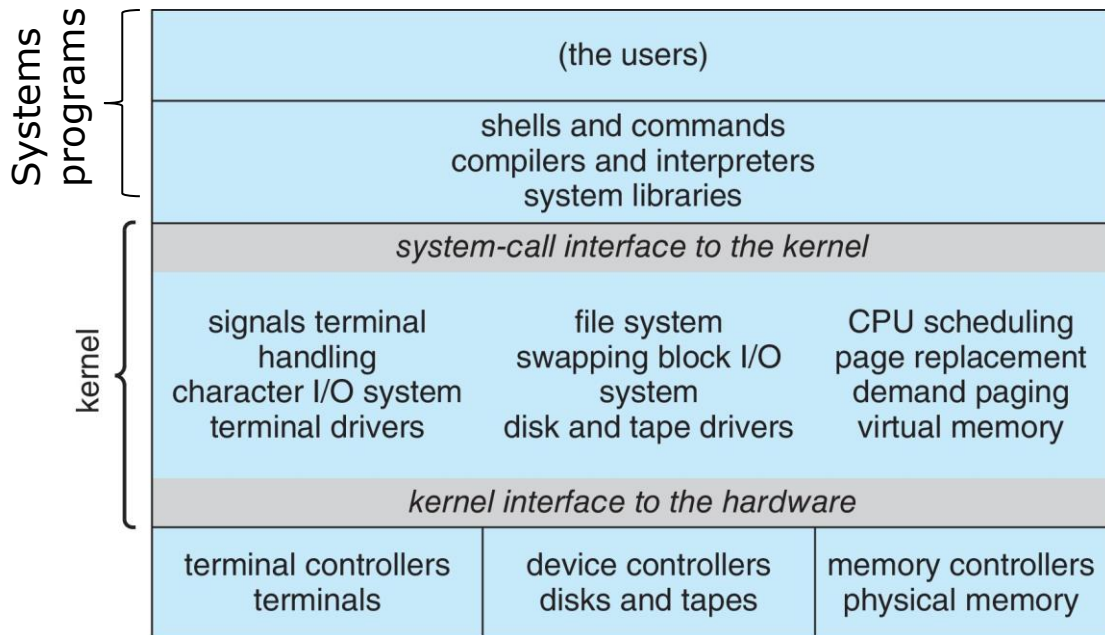 Systems
programs
(the users)
shells and commands
compilers and interpreters
system libraries
kernel
system-call interface to the kernel
signals terminal
handling
character I/O system
terminal drivers
file system
swapping block I/O
system
disk and tape drivers
CPU scheduling
page replacement
demand paging
virtual memory
kernel interface to the hardware
terminal controllers
terminals
device controllers
disks and tapes
memory controllers
physical memory